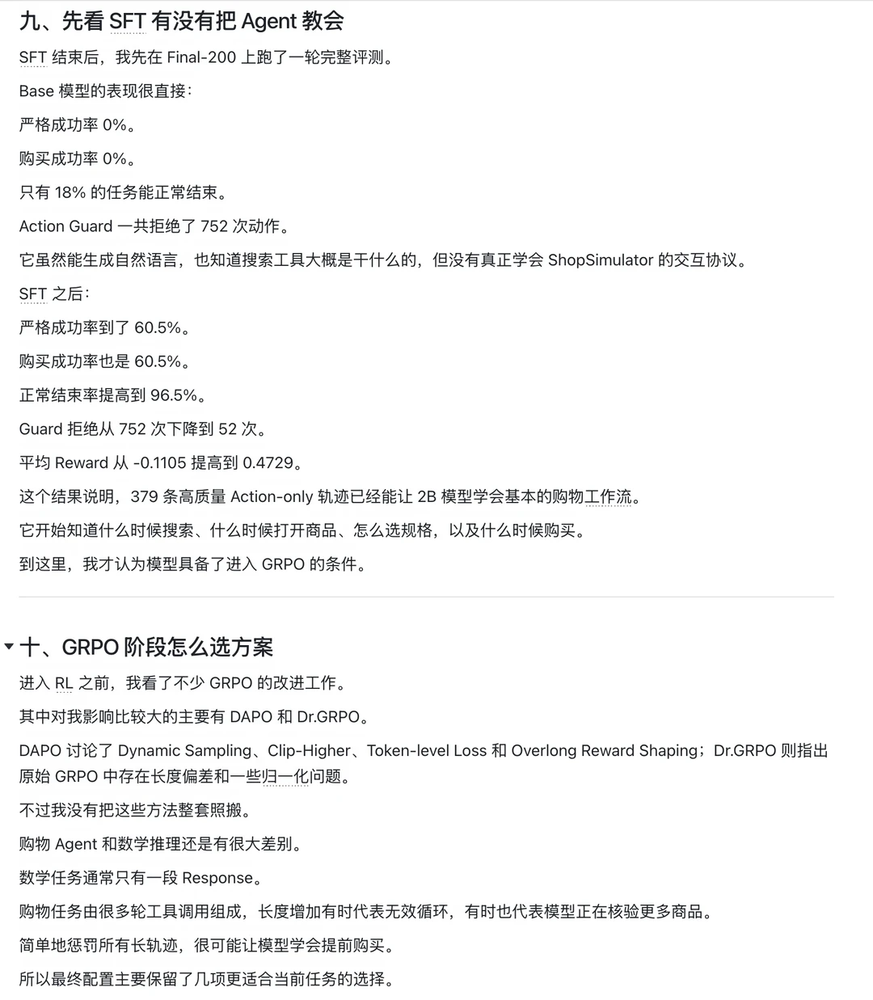 九、先看 SFT 有没有把 Agent 教会
SFT 结束后，我先在 Final-200 上跑了一轮完整评测。
Base 模型的表现很直接：
严格成功率 0%。
购买成功率 0%。
只有 18% 的任务能正常结束。
Action Guard 一共拒绝了 752 次动作。
它虽然能生成自然语言，也知道搜索工具大概是干什么的，但没有真正学会 ShopSimulator 的交互协议。
SFT 之后：
严格成功率到了 60.5%。
购买成功率也是 60.5%。
正常结束率提高到 96.5%。
Guard 拒绝从 752 次下降到 52 次。
平均 Reward 从 -0.1105 提高到 0.4729。
这个结果说明，379 条高质量 Action-only 轨迹已经能让 2B 模型学会基本的购物工作流。
它开始知道什么时候搜索、什么时候打开商品、怎么选规格，以及什么时候购买。
到这里，我才认为模型具备了进入 GRPO 的条件。
十、GRPO 阶段怎么选方案
进入 RL 之前，我看了不少 GRPO 的改进工作。
其中对我影响比较大的主要有 DAPO 和 Dr.GRPO。
DAPO 讨论了 Dynamic Sampling、Clip-Higher、Token-level Loss 和 Overlong Reward Shaping；Dr.GRPO 则指出
原始 GRPO 中存在长度偏差和一些归一化问题。
不过我没有把这些方法整套照搬。
购物 Agent 和数学推理还是有很大差别。
数学任务通常只有一段 Response。
购物任务由很多轮工具调用组成，长度增加有时代表无效循环，有时也代表模型正在核验更多商品。
简单地惩罚所有长轨迹，很可能让模型学会提前购买。
所以最终配置主要保留了几项更适合当前任务的选择。